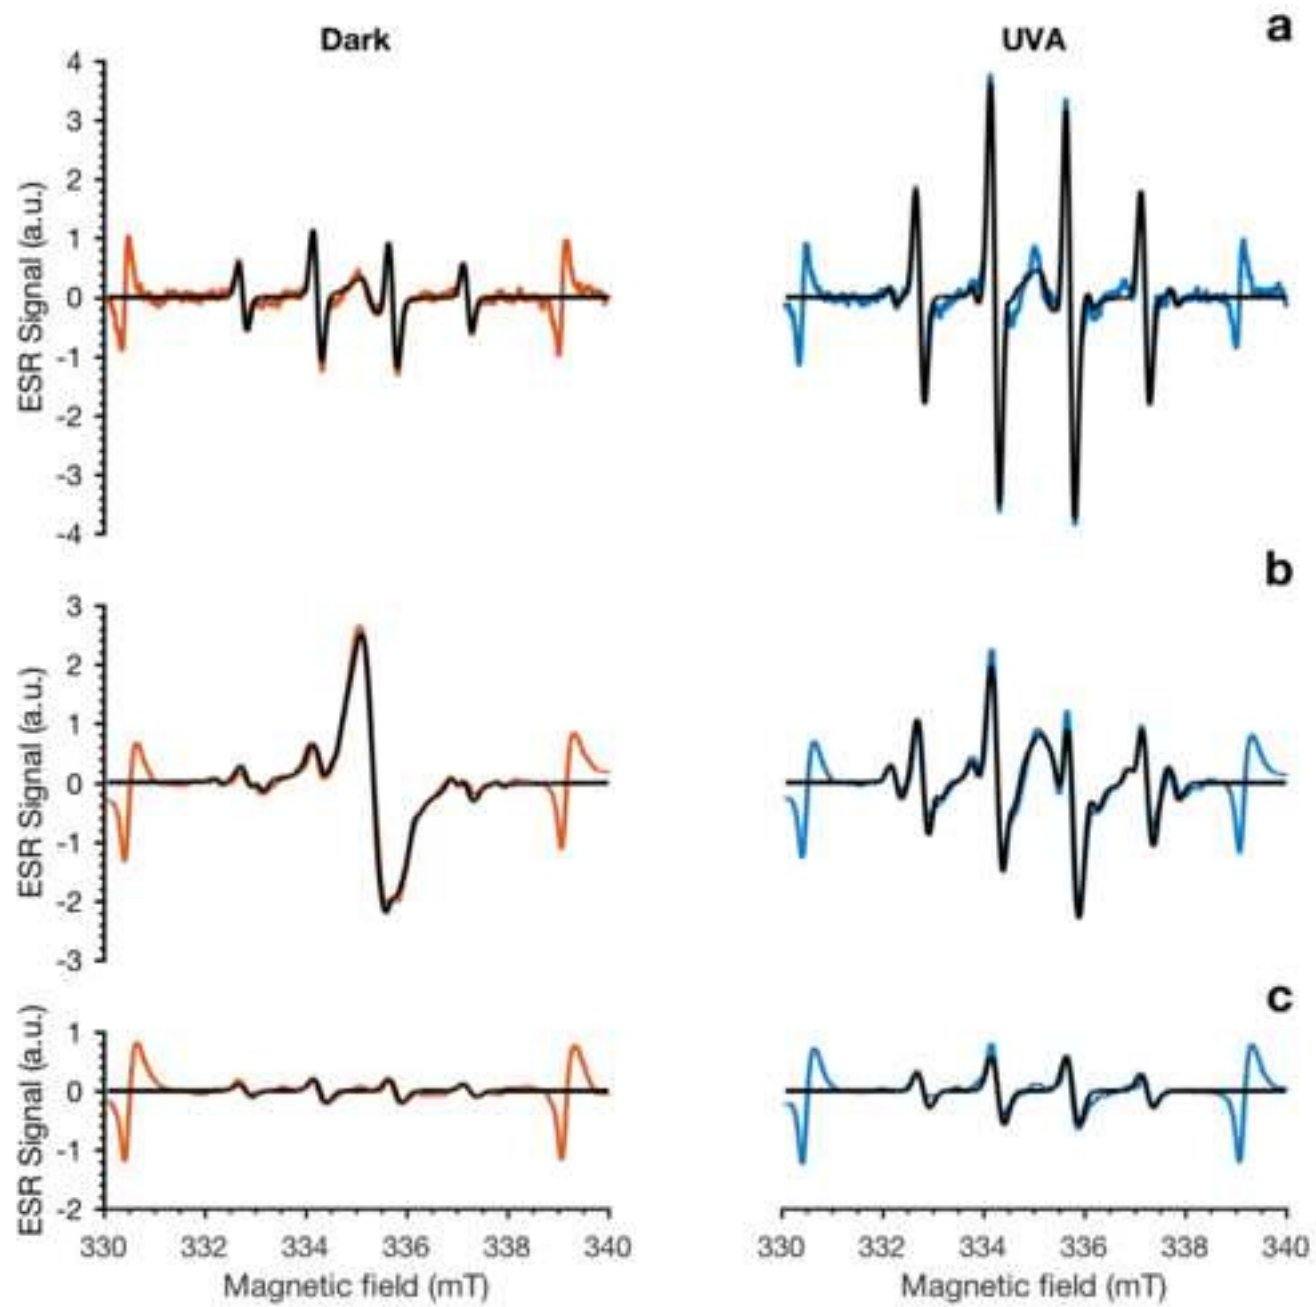 Dark UVA a
4
3
2
1
0
-1
-2
-3
-4
ESR Signal (a.u.)
b
3
2
1
0
-1
-2
-3
ESR Signal (a.u.)
c
1
0
-1
-2
ESR Signal (a.u.)
330 332 334 336 338 340 330 332 334 336 338 340
Magnetic field (mT) Magnetic field (mT)